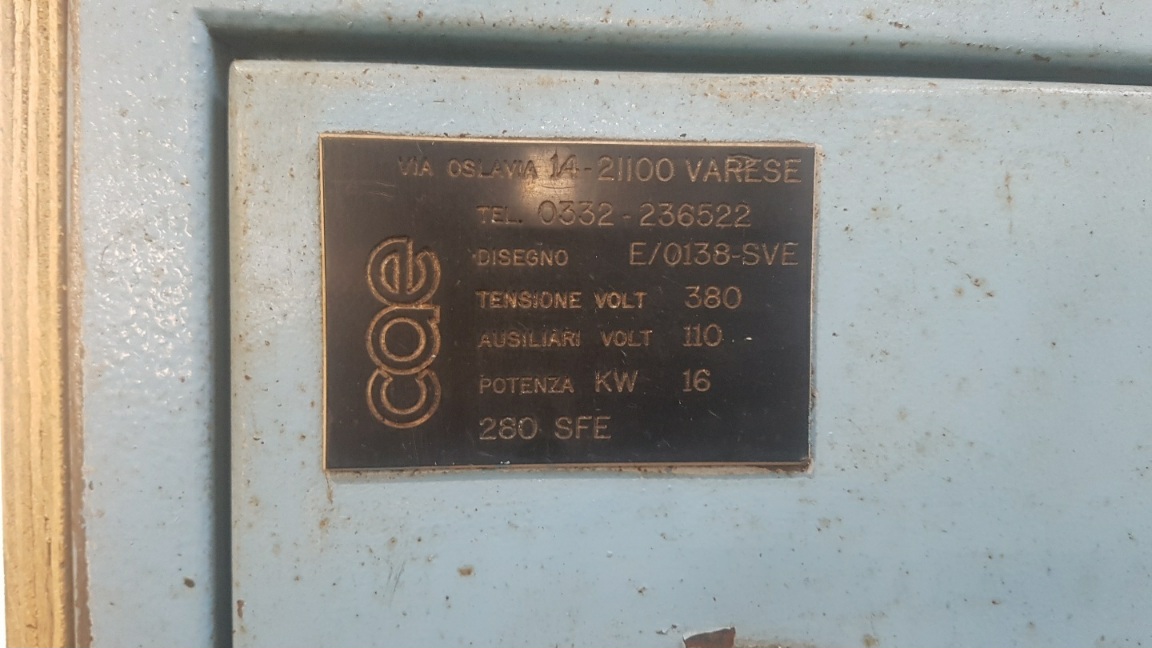 VIA OSLAVIA 14-21100 VARESE
TEL. 0332-236522
DISEGNO E/0138-SVE
TENSIONE VOLT 380
AUSILIARI VOLT 110
POTENZA KW 16
280 SFE
cae